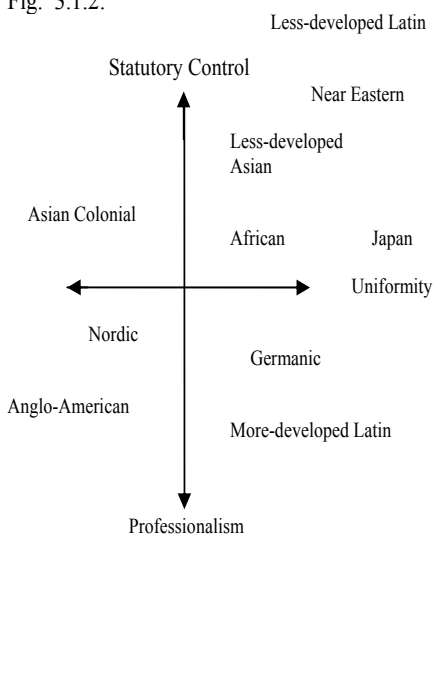 Fig. 3.1.2.
Less-developed Latin
Statutory Control
Near Eastern
Less-developed
Asian
Asian Colonial
African
Japan
Uniformity
Nordic
Germanic
Anglo-American
More-developed Latin
Professionalism